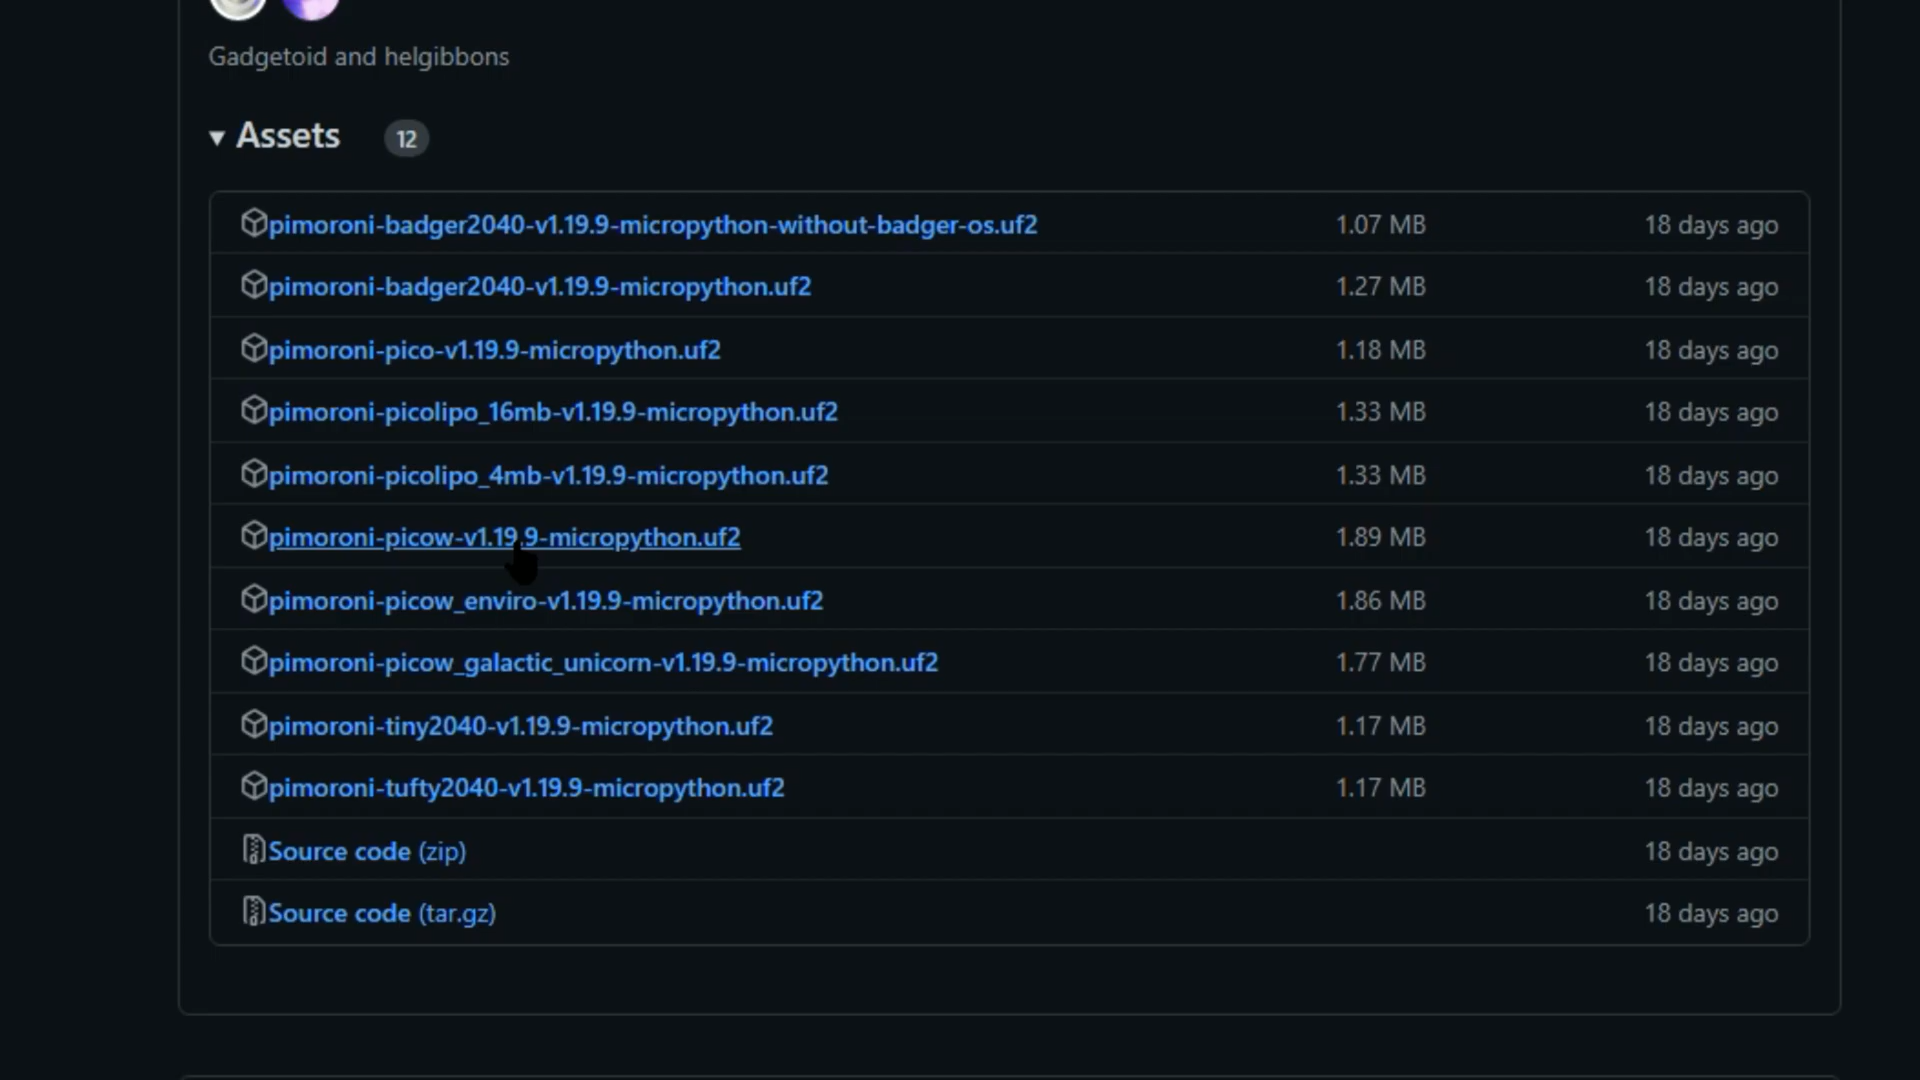 Gadgetoid and helgibbons
Assets 12
pimoroni-badger2040-v1.19.9-micropython-without-badger-os.uf2 1.07 MB 18 days ago
pimoroni-badger2040-v1.19.9-micropython.uf2 1.27 MB 18 days ago
pimoroni-pico-v1.19.9-micropython.uf2 1.18 MB 18 days ago
pimoroni-picolipo_16mb-v1.19.9-micropython.uf2 1.33 MB 18 days ago
pimoroni-picolipo_4mb-v1.19.9-micropython.uf2 1.33 MB 18 days ago
pimoroni-picow-v1.19.9-micropython.uf2 1.89 MB 18 days ago
pimoroni-picow_enviro-v1.19.9-micropython.uf2 1.86 MB 18 days ago
pimoroni-picow_galactic_unicorn-v1.19.9-micropython.uf2 1.77 MB 18 days ago
pimoroni-tiny2040-v1.19.9-micropython.uf2 1.17 MB 18 days ago
pimoroni-tufty2040-v1.19.9-micropython.uf2 1.17 MB 18 days ago
Source code (zip) 18 days ago
Source code (tar.gz) 18 days ago